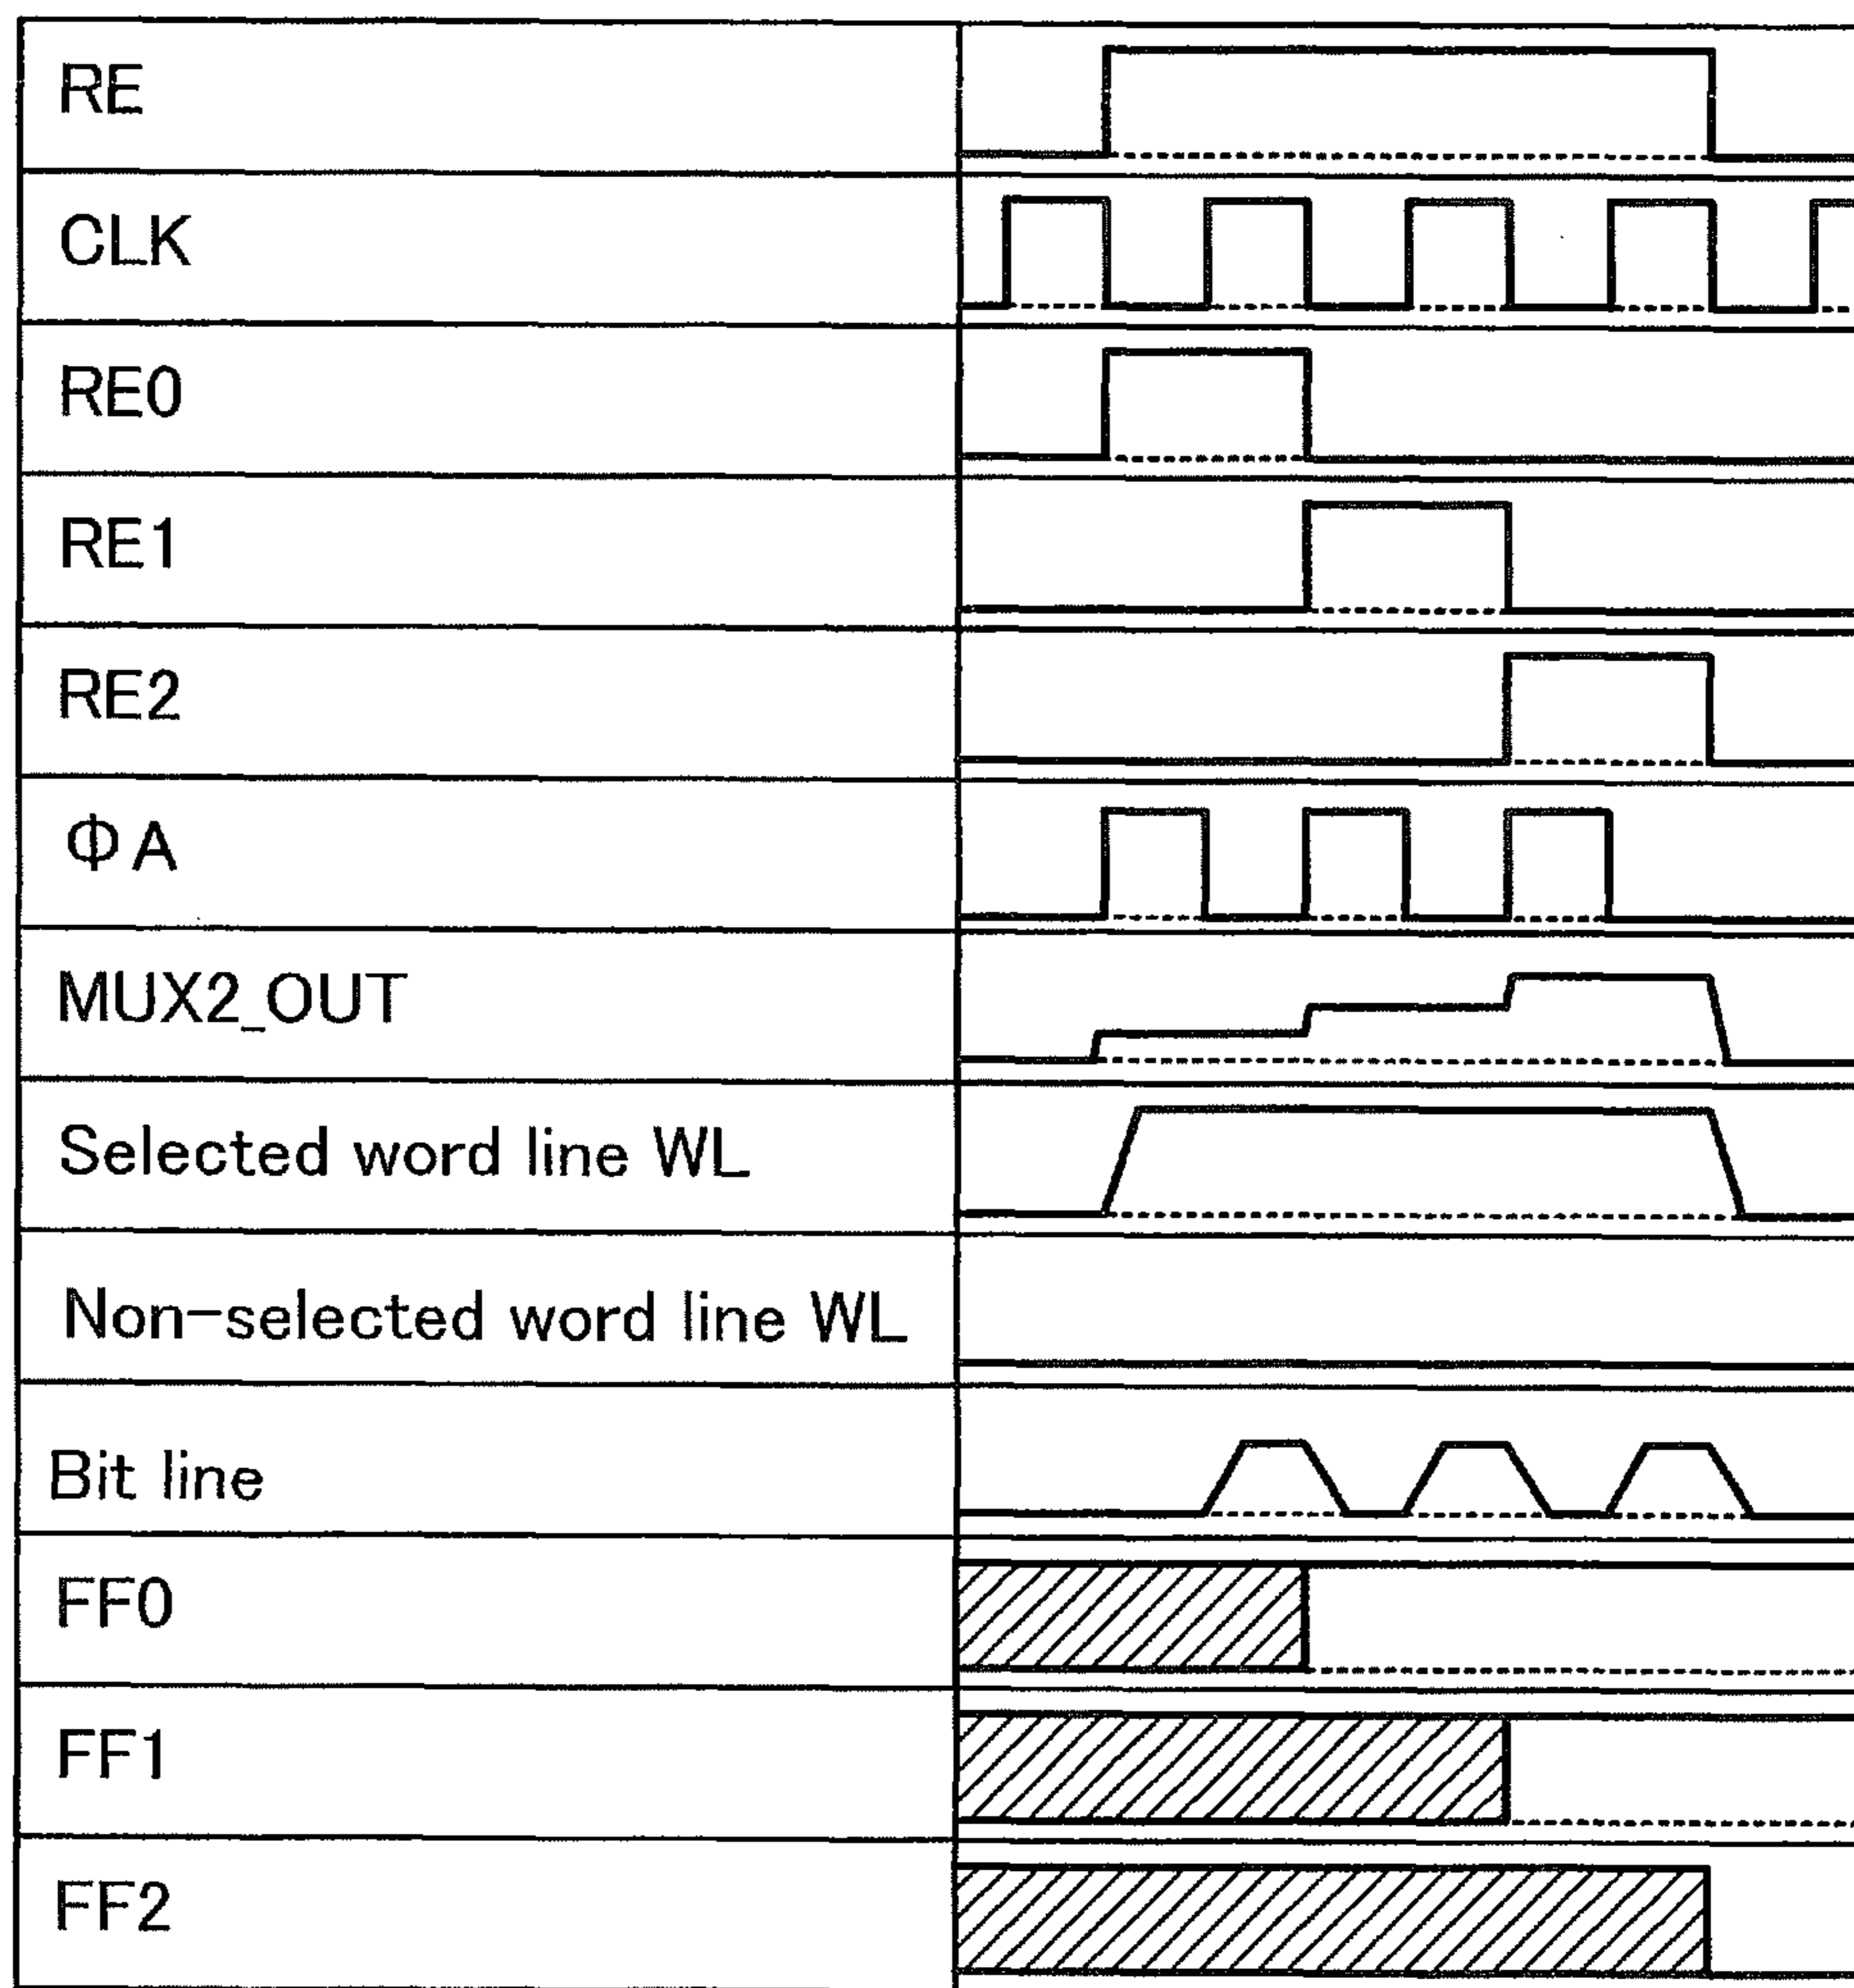 RE
CLK
RE0
RE1
RE2
ΦA
MUX2_OUT
Selected word line WL
Non-selected word line WL
Bit line
FF0
FF1
FF2